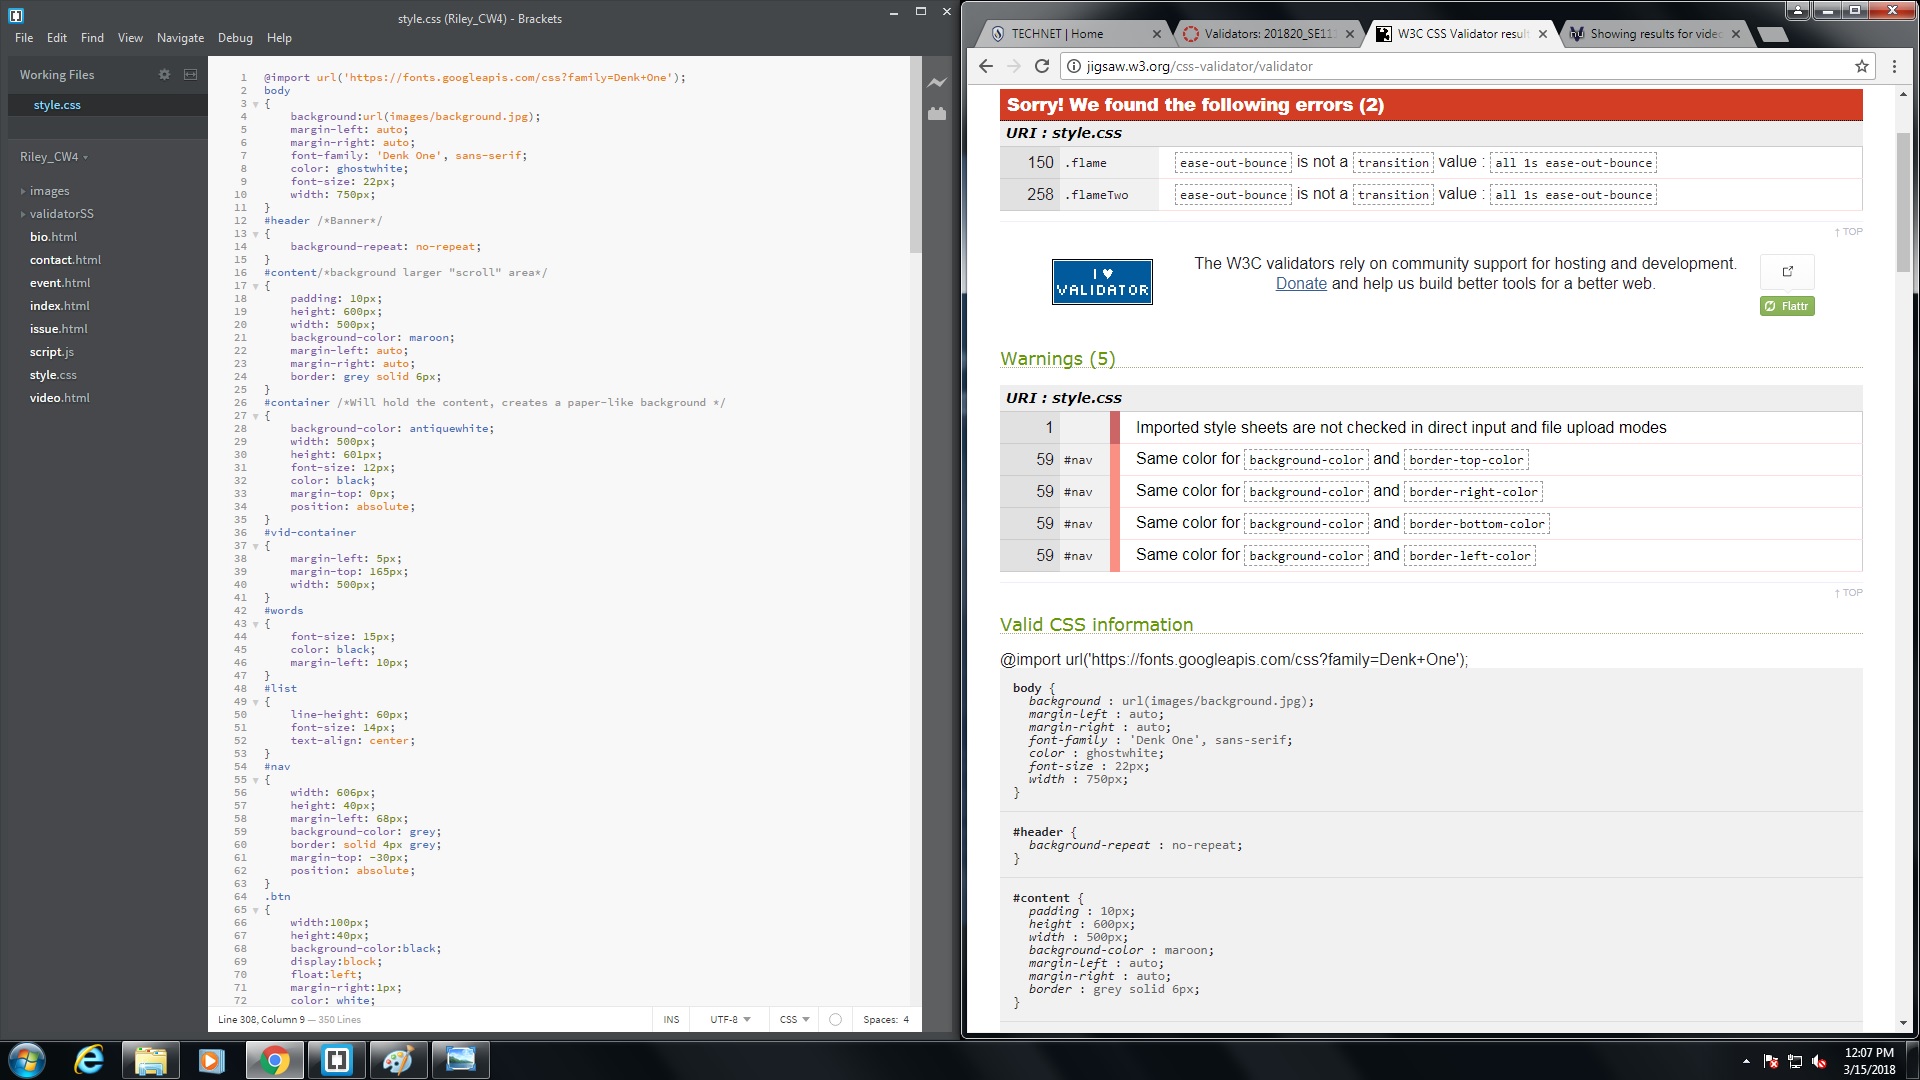 style.css (Riley_CW4) - Brackets
File Edit Find View Navigate Debug Help
Working Files
style.css
Riley_CW4
images
validatorSS
bio.html
contact.html
event.html
index.html
issue.html
script.js
style.css
video.html
1 @import url('https://fonts.googleapis.com/css?family=Denk+One');
2 body
3 {
4 background:url(images/background.jpg);
5 margin-left: auto;
6 margin-right: auto;
7 font-family: 'Denk One', sans-serif;
8 color: ghostwhite;
9 font-size: 22px;
10 width: 750px;
11 }
12 #header /*Banner*/
13 {
14 background-repeat: no-repeat;
15 }
16 #content/*background larger "scroll" area*/
17 {
18 padding: 10px;
19 height: 600px;
20 width: 500px;
21 background-color: maroon;
22 margin-left: auto;
23 margin-right: auto;
24 border: grey solid 6px;
25 }
26 #container /*Will hold the content, creates a paper-like background */
27 {
28 background-color: antiquewhite;
29 width: 500px;
30 height: 601px;
31 font-size: 12px;
32 color: black;
33 margin-top: 0px;
34 position: absolute;
35 }
36 #vid-container
37 {
38 margin-left: 5px;
39 margin-top: 165px;
40 width: 500px;
41 }
42 #words
43 {
44 font-size: 15px;
45 color: black;
46 margin-left: 10px;
47 }
48 #list
49 {
50 line-height: 60px;
51 font-size: 14px;
52 text-align: center;
53 }
54 #nav
55 {
56 width: 606px;
57 height: 40px;
58 margin-left: 68px;
59 background-color: grey;
60 border: solid 4px grey;
61 margin-top: -30px;
62 position: absolute;
63 }
64 .btn
65 {
66 width:100px;
67 height:40px;
68 background-color:black;
69 display:block;
70 float:left;
71 margin-right:1px;
72 color: white;
Line 308, Column 9 — 350 Lines
INS UTF-8 CSS Spaces: 4
TECHNET | Home
Validators: 201820_SE11
W3C CSS Validator result
Showing results for video
jigsaw.w3.org/css-validator/validator
Sorry! We found the following errors (2)
URI : style.css
150 .flame ease-out-bounce is not a transition value : all 1s ease-out-bounce
258 .flameTwo ease-out-bounce is not a transition value : all 1s ease-out-bounce
↑ TOP
I ♥ VALIDATOR
The W3C validators rely on community support for hosting and development.
Donate and help us build better tools for a better web.
Flattr
Warnings (5)
URI : style.css
1 Imported style sheets are not checked in direct input and file upload modes
59 #nav Same color for background-color and border-top-color
59 #nav Same color for background-color and border-right-color
59 #nav Same color for background-color and border-bottom-color
59 #nav Same color for background-color and border-left-color
↑ TOP
Valid CSS information
@import url('https://fonts.googleapis.com/css?family=Denk+One');
body {
background : url(images/background.jpg);
margin-left : auto;
margin-right : auto;
font-family : 'Denk One', sans-serif;
color : ghostwhite;
font-size : 22px;
width : 750px;
}
#header {
background-repeat : no-repeat;
}
#content {
padding : 10px;
height : 600px;
width : 500px;
background-color : maroon;
margin-left : auto;
margin-right : auto;
border : grey solid 6px;
}
12:07 PM
3/15/2018